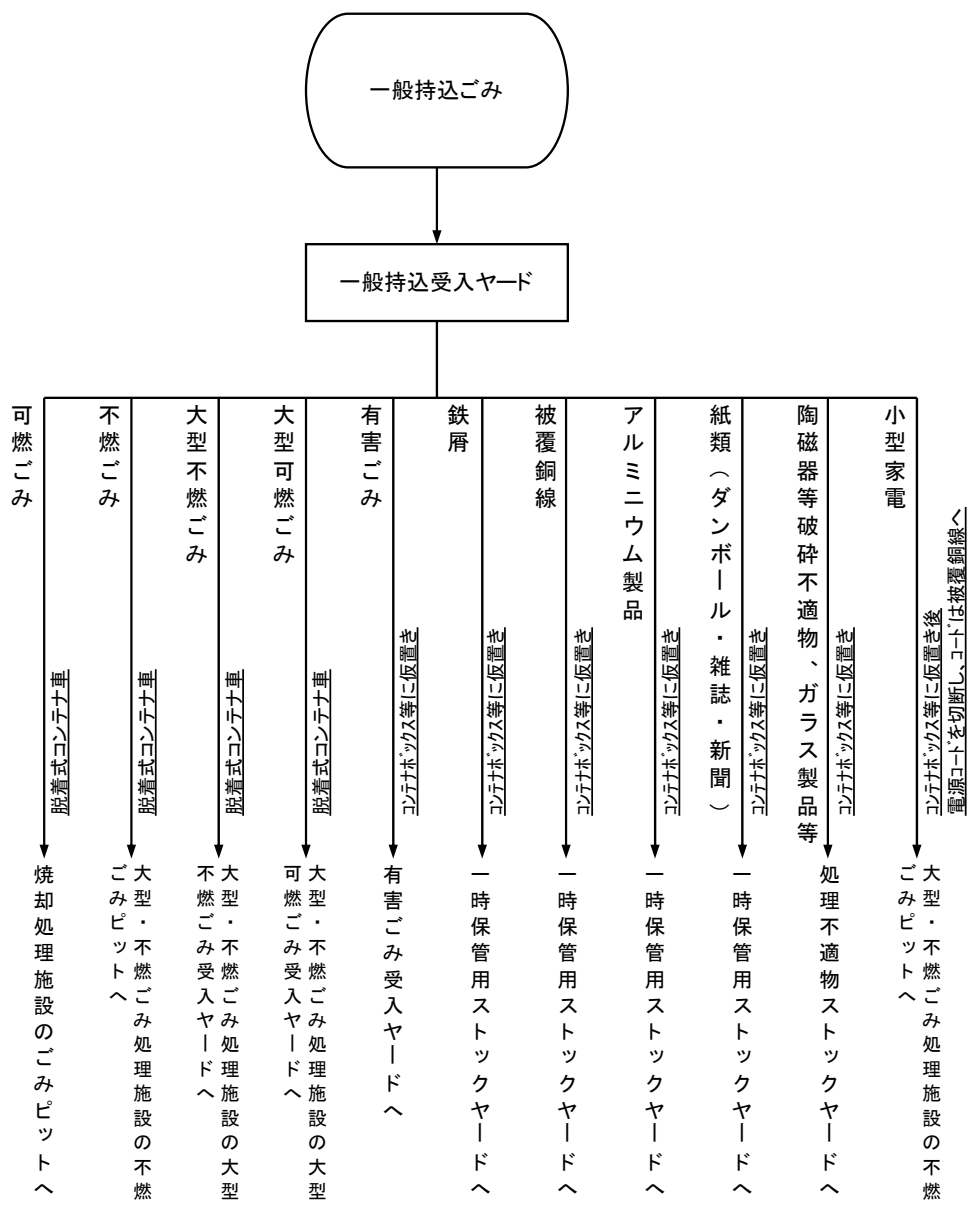 一般持込ごみ
一般持込受入ヤード
可燃ごみ
脱着式コンテナ車
焼却処理施設のごみピットへ
不燃ごみ
脱着式コンテナ車
大型・不燃ごみ処理施設の不燃
ごみピットへ
大型不燃ごみ
脱着式コンテナ車
大型・不燃ごみ処理施設の大型
不燃ごみ受入ヤードへ
大型可燃ごみ
脱着式コンテナ車
大型・不燃ごみ処理施設の大型
可燃ごみ受入ヤードへ
有害ごみ
コンテナボックス等に仮置き
有害ごみ受入ヤードへ
鉄屑
コンテナボックス等に仮置き
一時保管用ストックヤードへ
被覆銅線
コンテナボックス等に仮置き
一時保管用ストックヤードへ
アルミニウム製品
コンテナボックス等に仮置き
一時保管用ストックヤードへ
紙類(ダンボール・雑誌・新聞)
コンテナボックス等に仮置き
一時保管用ストックヤードへ
陶磁器等破砕不適物、ガラス製品等
コンテナボックス等に仮置き
処理不適物ストックヤードへ
小型家電
コンテナボックス等に仮置き後
電源コードを切断し、コードは被覆銅線へ
大型・不燃ごみ処理施設の不燃
ごみピットへ